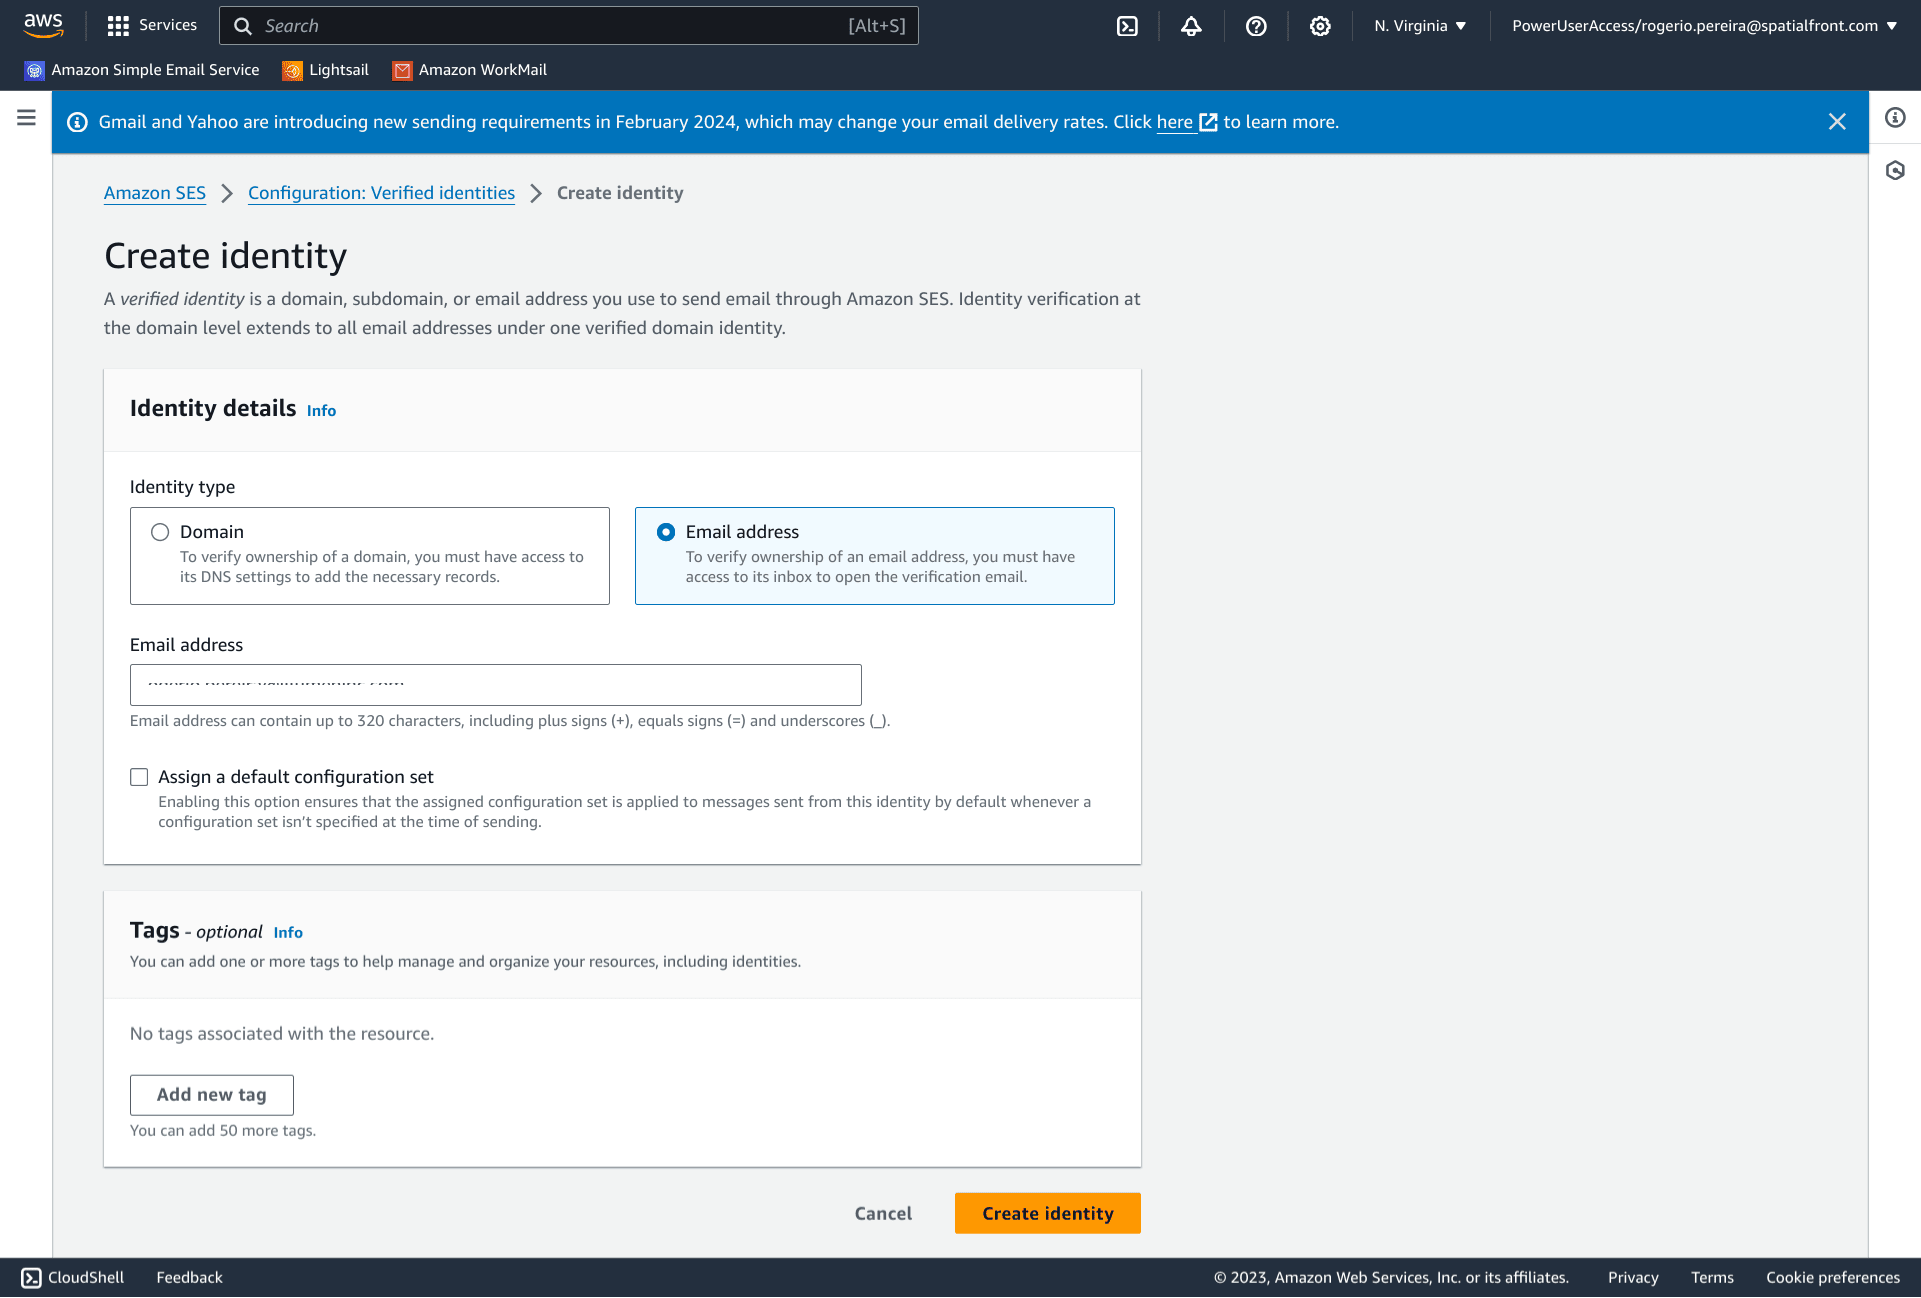 aws
Services
Search
[Alt+S]
N. Virginia
PowerUserAccess/rogerio.pereira@spatialfront.com
Amazon Simple Email Service
Lightsail
Amazon WorkMail
Gmail and Yahoo are introducing new sending requirements in February 2024, which may change your email delivery rates. Click here to learn more.
Amazon SES
Configuration: Verified identities
Create identity
Create identity
A verified identity is a domain, subdomain, or email address you use to send email through Amazon SES. Identity verification at
the domain level extends to all email addresses under one verified domain identity.
Identity details Info
Identity type
Domain
To verify ownership of a domain, you must have access to
its DNS settings to add the necessary records.
Email address
To verify ownership of an email address, you must have
access to its inbox to open the verification email.
Email address
Email address can contain up to 320 characters, including plus signs (+), equals signs (=) and underscores (_).
Assign a default configuration set
Enabling this option ensures that the assigned configuration set is applied to messages sent from this identity by default whenever a
configuration set isn't specified at the time of sending.
Tags - optional Info
You can add one or more tags to help manage and organize your resources, including identities.
No tags associated with the resource.
Add new tag
You can add 50 more tags.
Cancel
Create identity
CloudShell
Feedback
© 2023, Amazon Web Services, Inc. or its affiliates.
Privacy
Terms
Cookie preferences